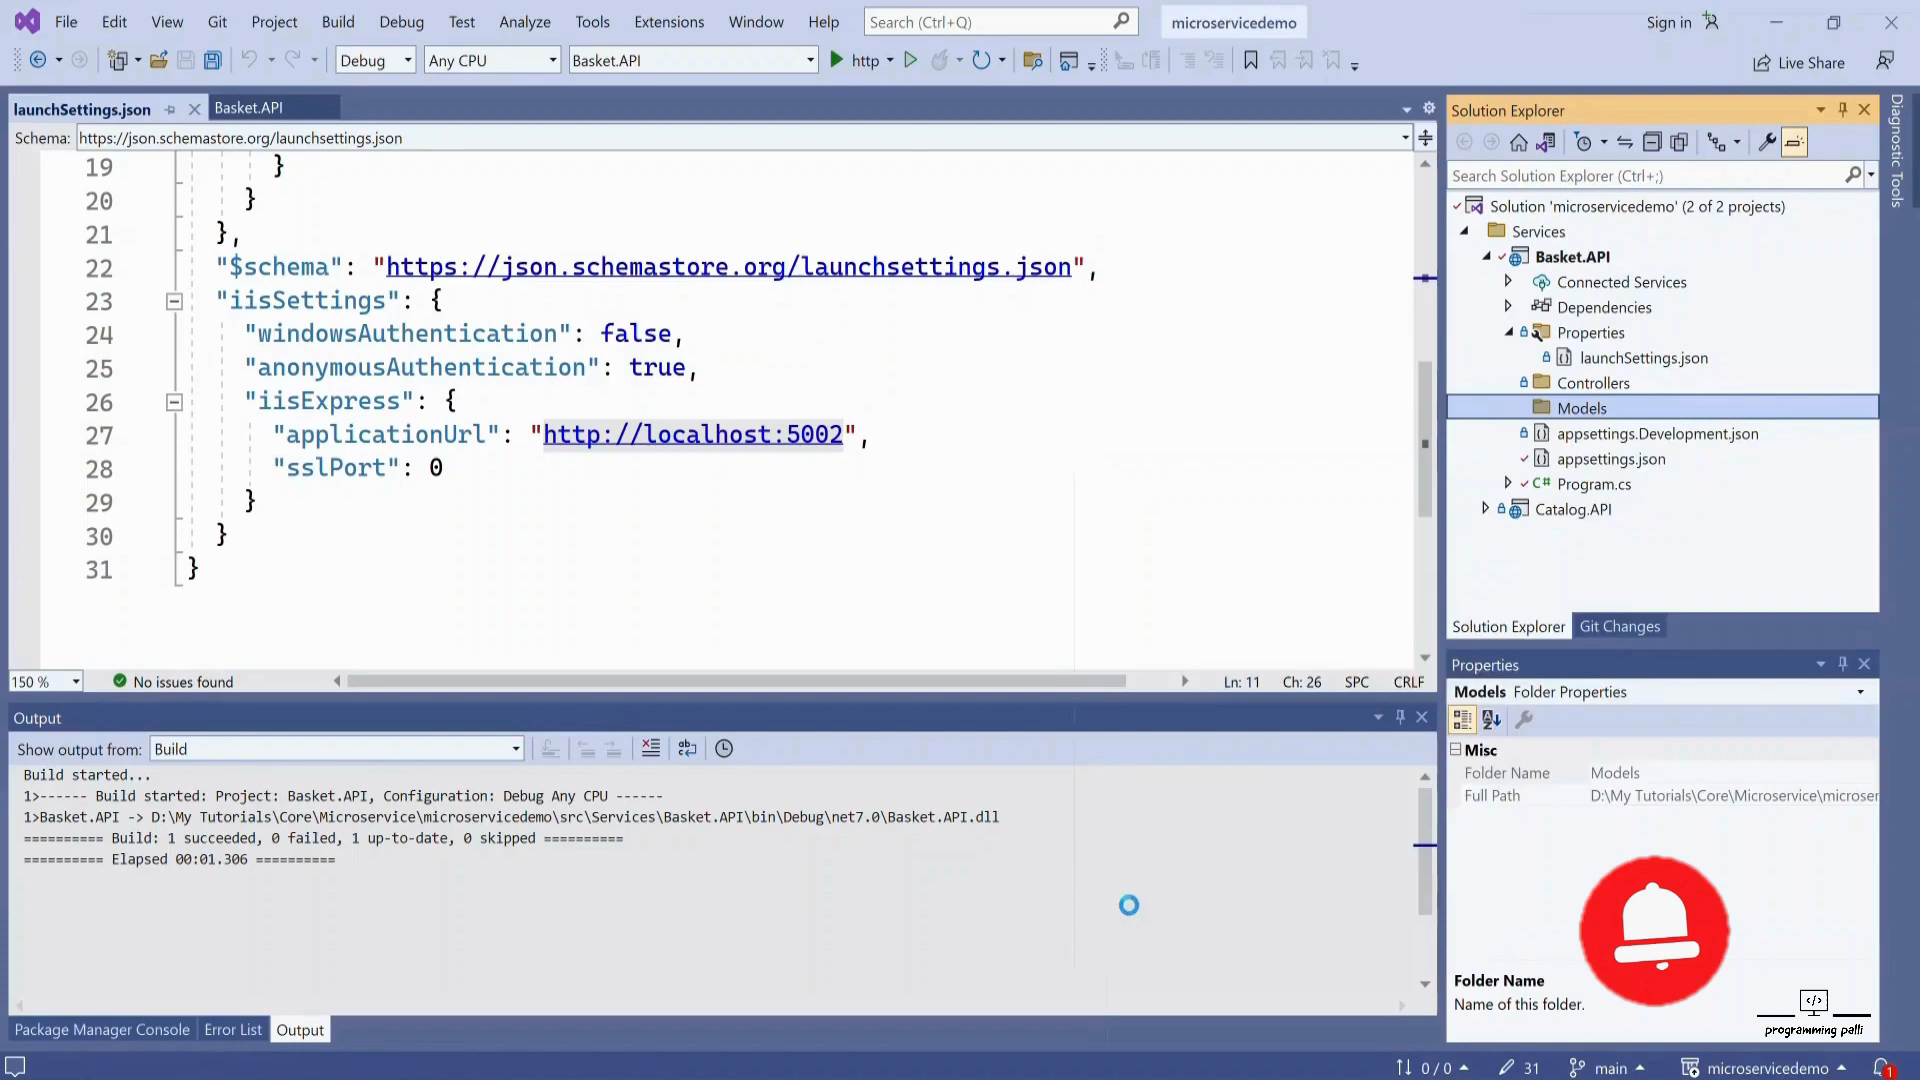 File Edit View Git Project Build Debug Test Analyze Tools Extensions Window Help Search (Ctrl+Q) microservicedemo Sign in
Debug Any CPU Basket.API http Live Share
launchSettings.json Basket.API
Schema: https://json.schemastore.org/launchsettings.json
19 }
20 }
21 },
22 "$schema": "https://json.schemastore.org/launchsettings.json",
23 "iisSettings": {
24 "windowsAuthentication": false,
25 "anonymousAuthentication": true,
26 "iisExpress": {
27 "applicationUrl": "http://localhost:5002",
28 "sslPort": 0
29 }
30 }
31 }
150 % No issues found Ln: 11 Ch: 26 SPC CRLF
Output
Show output from: Build
Build started...
1>------ Build started: Project: Basket.API, Configuration: Debug Any CPU ------
1>Basket.API -> D:\My Tutorials\Core\Microservice\microservicedemo\src\Services\Basket.API\bin\Debug\net7.0\Basket.API.dll
========== Build: 1 succeeded, 0 failed, 1 up-to-date, 0 skipped ==========
========== Elapsed 00:01.306 ==========
Package Manager Console Error List Output
Solution Explorer
Search Solution Explorer (Ctrl+;)
Solution 'microservicedemo' (2 of 2 projects)
Services
Basket.API
Connected Services
Dependencies
Properties
launchSettings.json
Controllers
Models
appsettings.Development.json
appsettings.json
C# Program.cs
Catalog.API
Solution Explorer Git Changes
Properties
Models Folder Properties
Misc
Folder Name Models
Full Path D:\My Tutorials\Core\Microservice\microser
Folder Name
Name of this folder.
programming palli
Diagnostic Tools
0 / 0 31 main microservicedemo 1